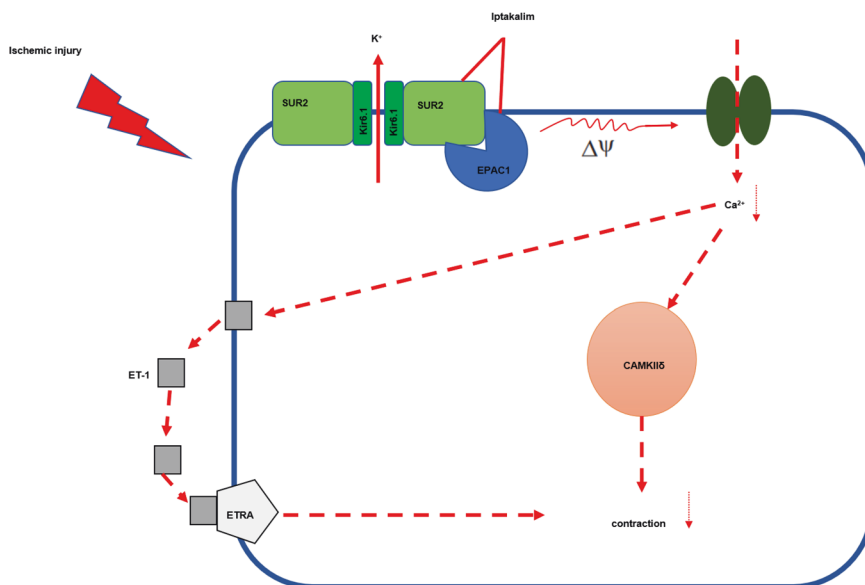 Iptakalim
K⁺
Ischemic injury
SUR2
Kir6.1
Kir6.1
SUR2
EPAC1
ΔΨ
Ca²⁺
CAMKIIδ
ET-1
ETRA
contraction